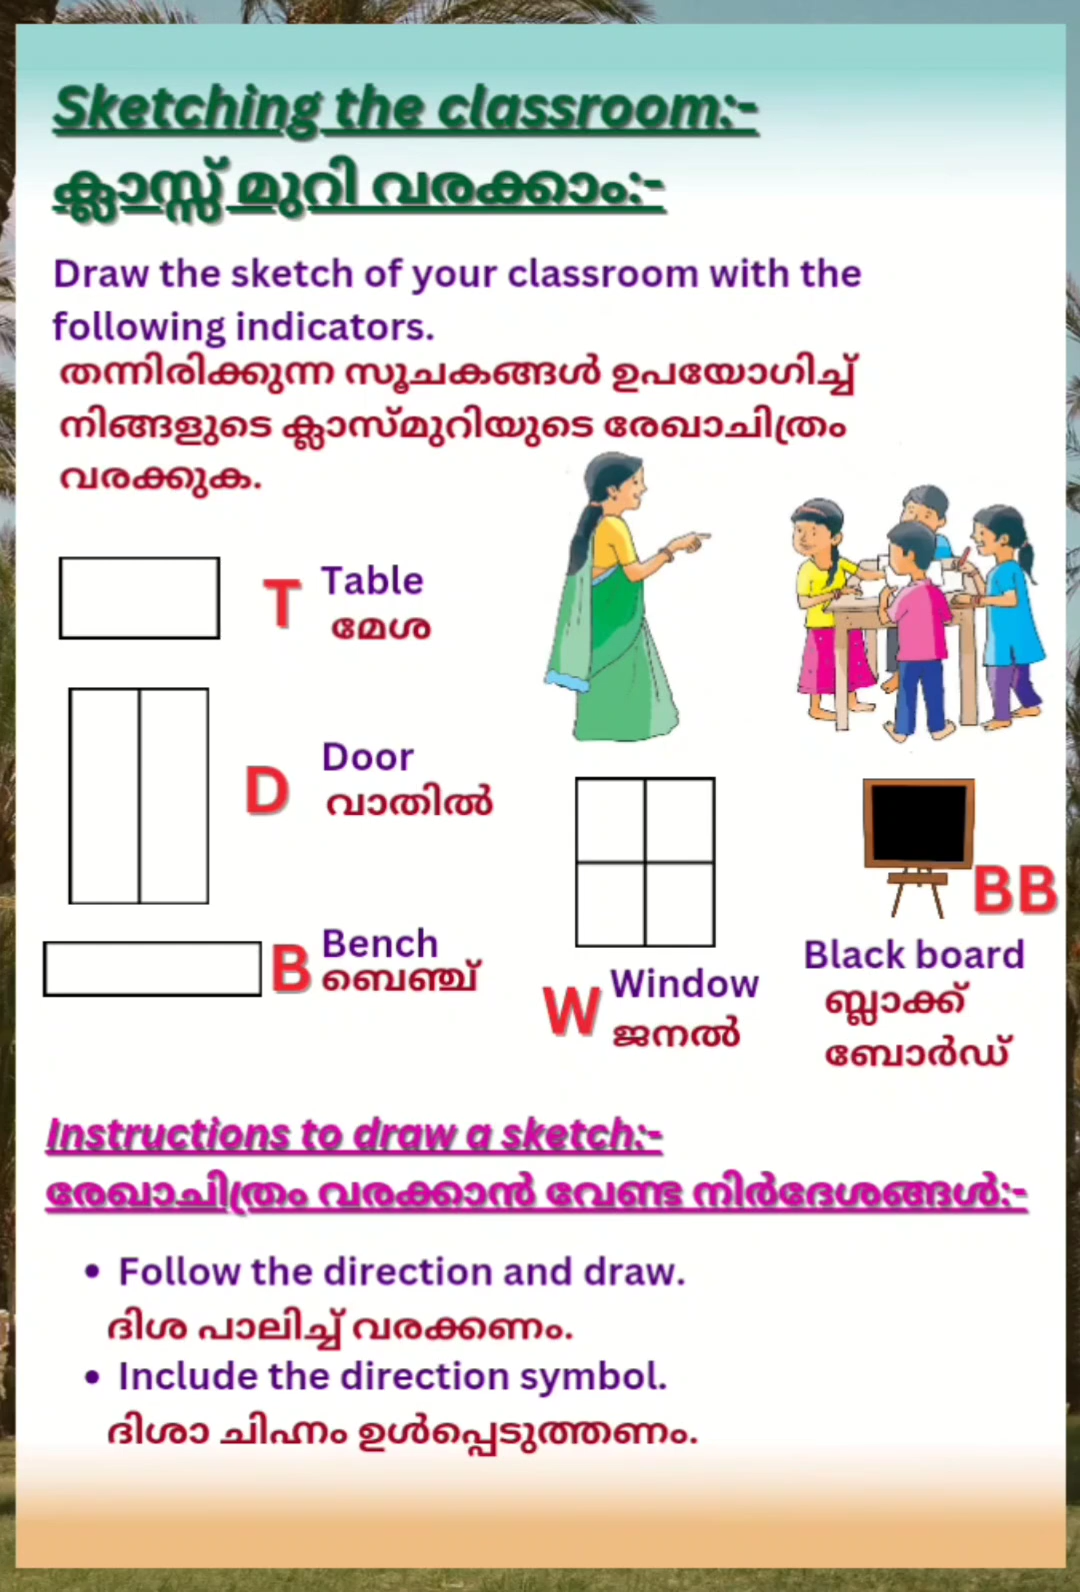 Sketching the classroom:-
ക്ലാസ്സ് മുറി വരക്കാം:-
Draw the sketch of your classroom with the
following indicators.
തന്നിരിക്കുന്ന സൂചകങ്ങൾ ഉപയോഗിച്ച്
നിങ്ങളുടെ ക്ലാസ്മുറിയുടെ രേഖാചിത്രം
വരക്കുക.
T Table
മേശ
D Door
വാതിൽ
B Bench
ബെഞ്ച്
W Window
ജനൽ
BB
Black board
ബ്ലാക്ക്
ബോർഡ്
Instructions to draw a sketch:-
രേഖാചിത്രം വരക്കാൻ വേണ്ട നിർദേശങ്ങൾ:-
• Follow the direction and draw.
ദിശ പാലിച്ച് വരക്കണം.
• Include the direction symbol.
ദിശാ ചിഹ്നം ഉൾപ്പെടുത്തണം.